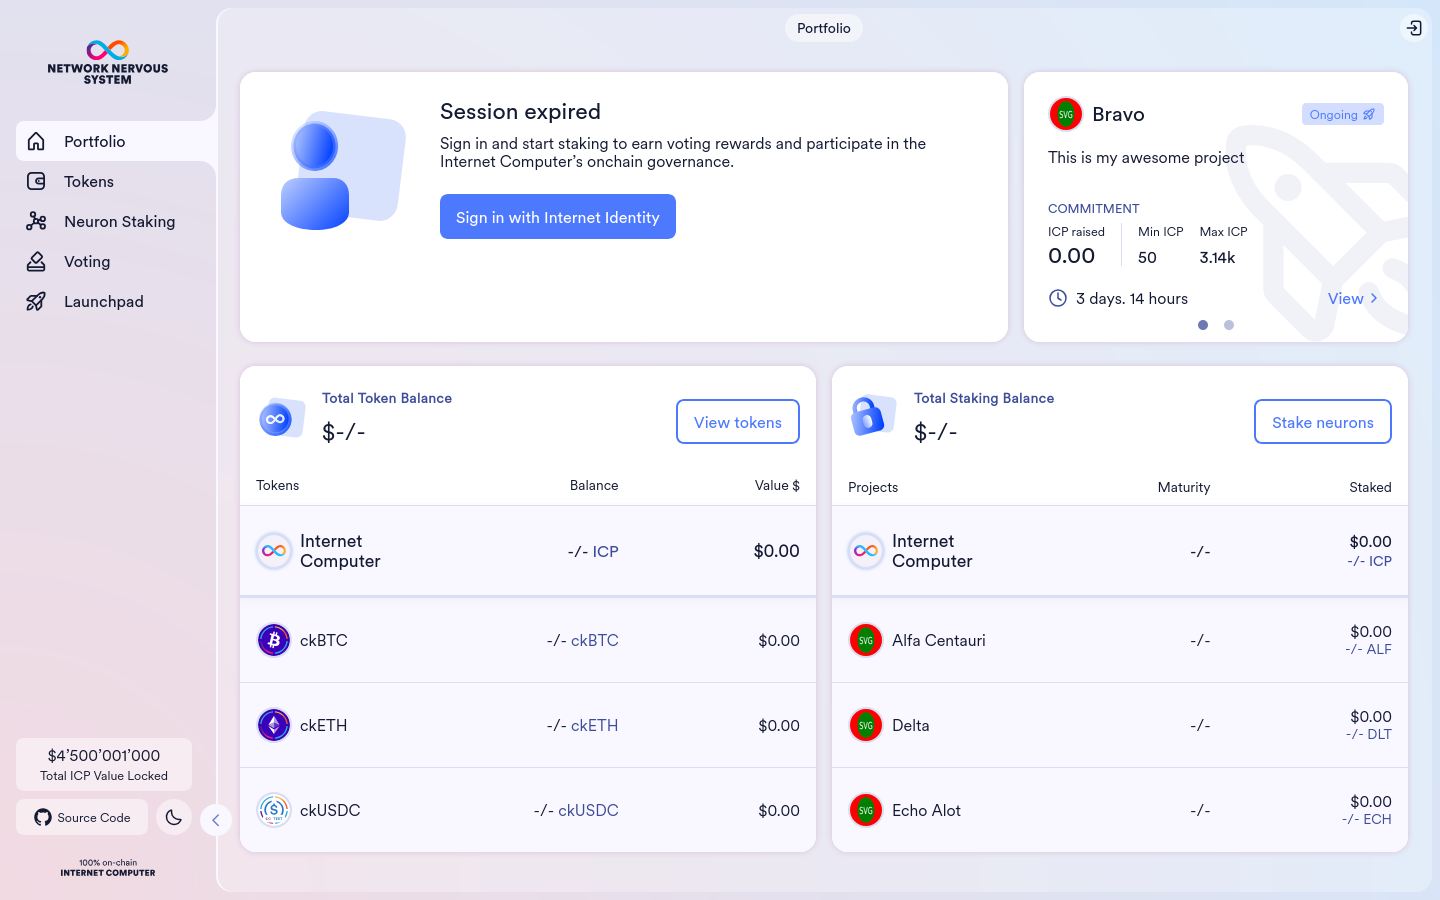 NETWORK NERVOUS
SYSTEM
Portfolio
Tokens
Neuron Staking
Voting
Launchpad
$4’500’001’000
Total ICP Value Locked
Source Code
100% on-chain
INTERNET COMPUTER
Portfolio
Session expired
Sign in and start staking to earn voting rewards and participate in the
Internet Computer’s onchain governance.
Sign in with Internet Identity
SVG
Bravo
Ongoing
This is my awesome project
COMMITMENT
ICP raised Min ICP Max ICP
0.00 50 3.14k
3 days. 14 hours
View
Total Token Balance
$-/-
View tokens
Tokens Balance Value $
Internet
Computer
-/- ICP $0.00
ckBTC -/- ckBTC $0.00
ckETH -/- ckETH $0.00
ckUSDC -/- ckUSDC $0.00
Total Staking Balance
$-/-
Stake neurons
Projects Maturity Staked
Internet
Computer
-/- $0.00
-/- ICP
SVG Alfa Centauri -/- $0.00
-/- ALF
SVG Delta -/- $0.00
-/- DLT
SVG Echo Alot -/- $0.00
-/- ECH